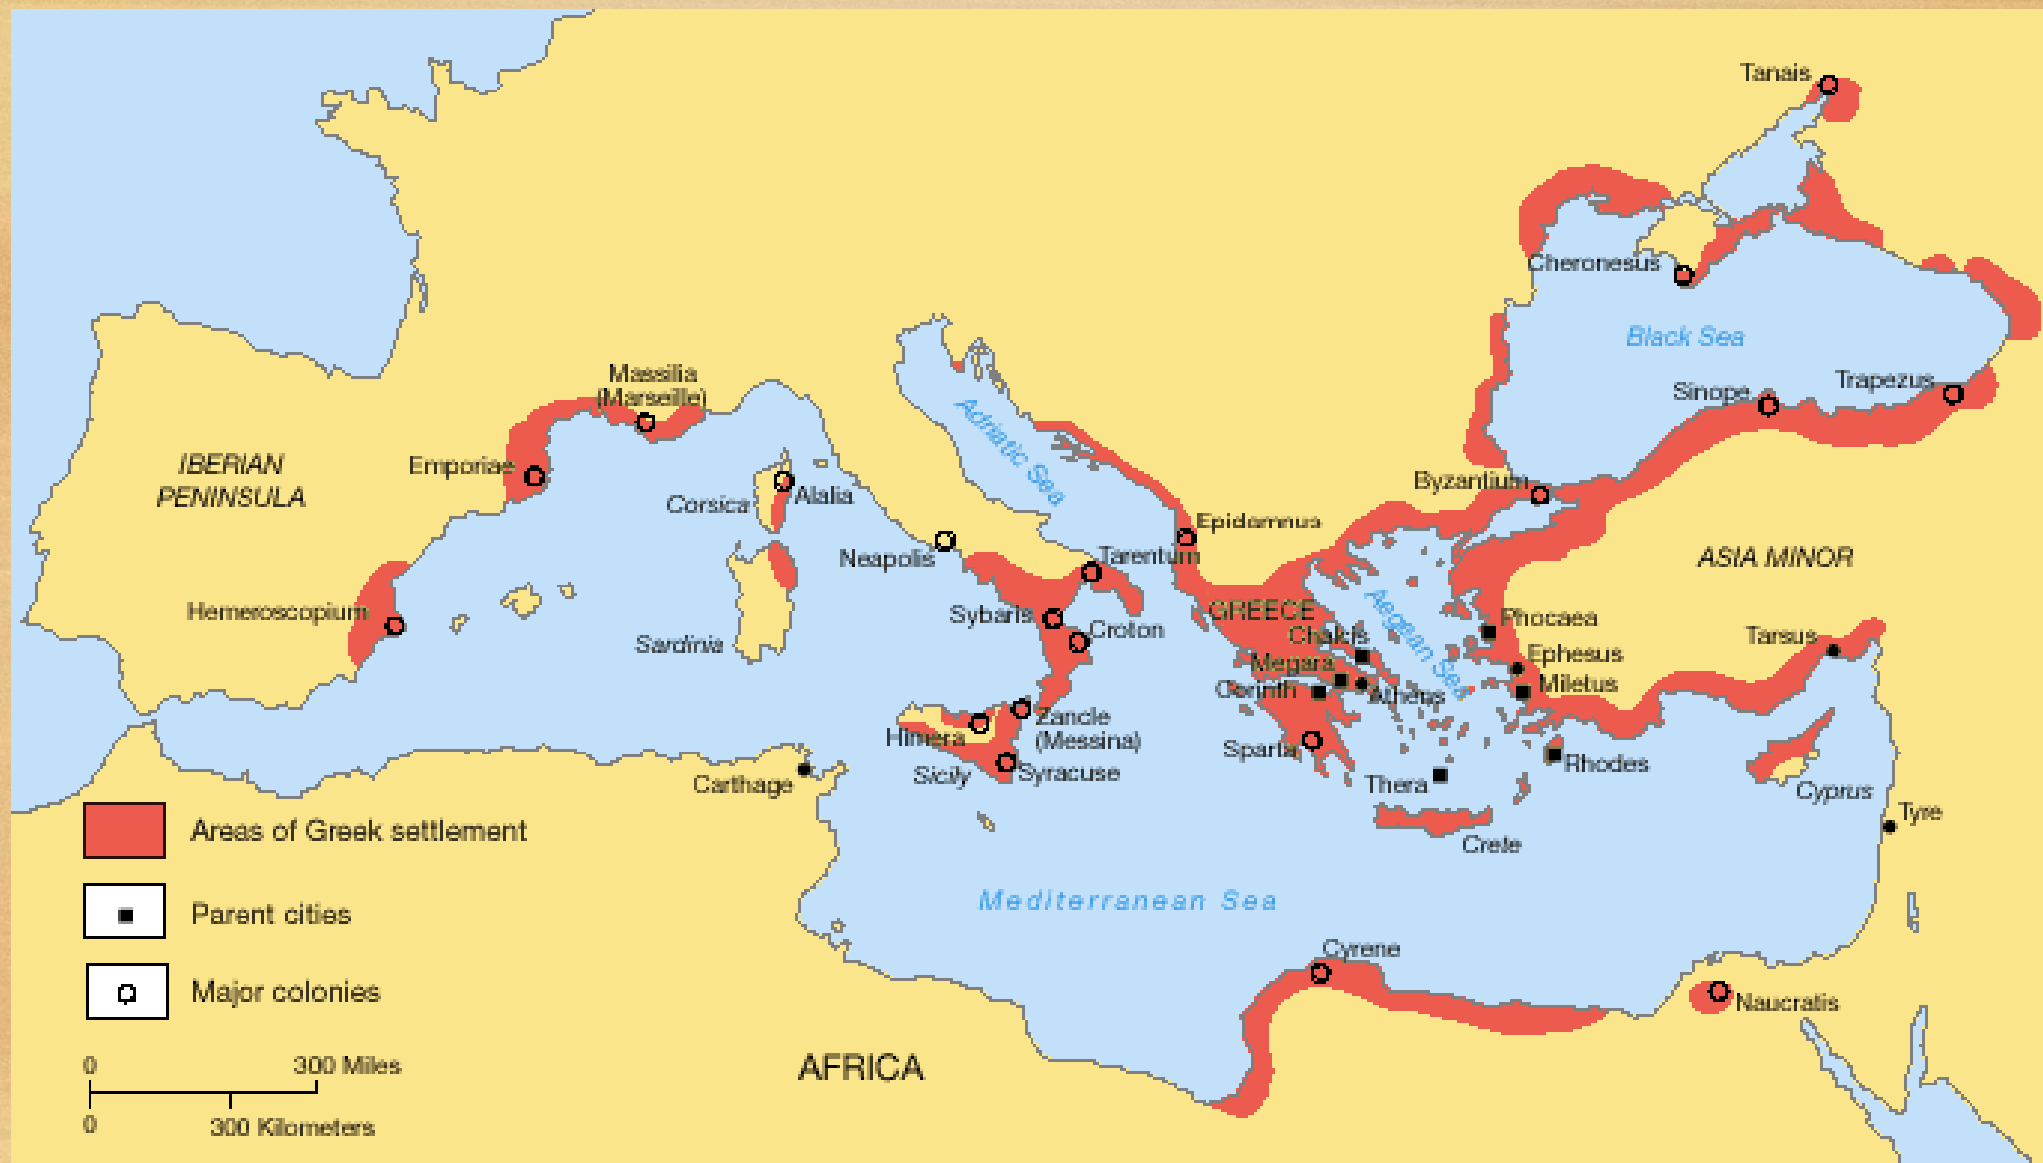 Tanais
Cheronesus
Black Sea
Massilia
(Marseille)
Sinope
Trapezus
Adriatic Sea
IBERIAN
PENINSULA
Emporiae
Corsica
Alalia
Byzantium
Epidamnus
Neapolis
Tarentum
ASIA MINOR
Hemeroscopium
Sardinia
Sybaris
Croton
GREECE
Aegean Sea
Phocaea
Chalcis
Tarsus
Megara
Ephesus
Corinth
Athens
Miletus
Himera
Zancle
(Messina)
Sparta
Rhodes
Carthage
Sicily
Syracuse
Thera
Cyprus
Tyre
Crete
Areas of Greek settlement
Parent cities
Major colonies
Mediterranean Sea
Cyrene
Naucratis
AFRICA
0
300 Miles
0
300 Kilometers